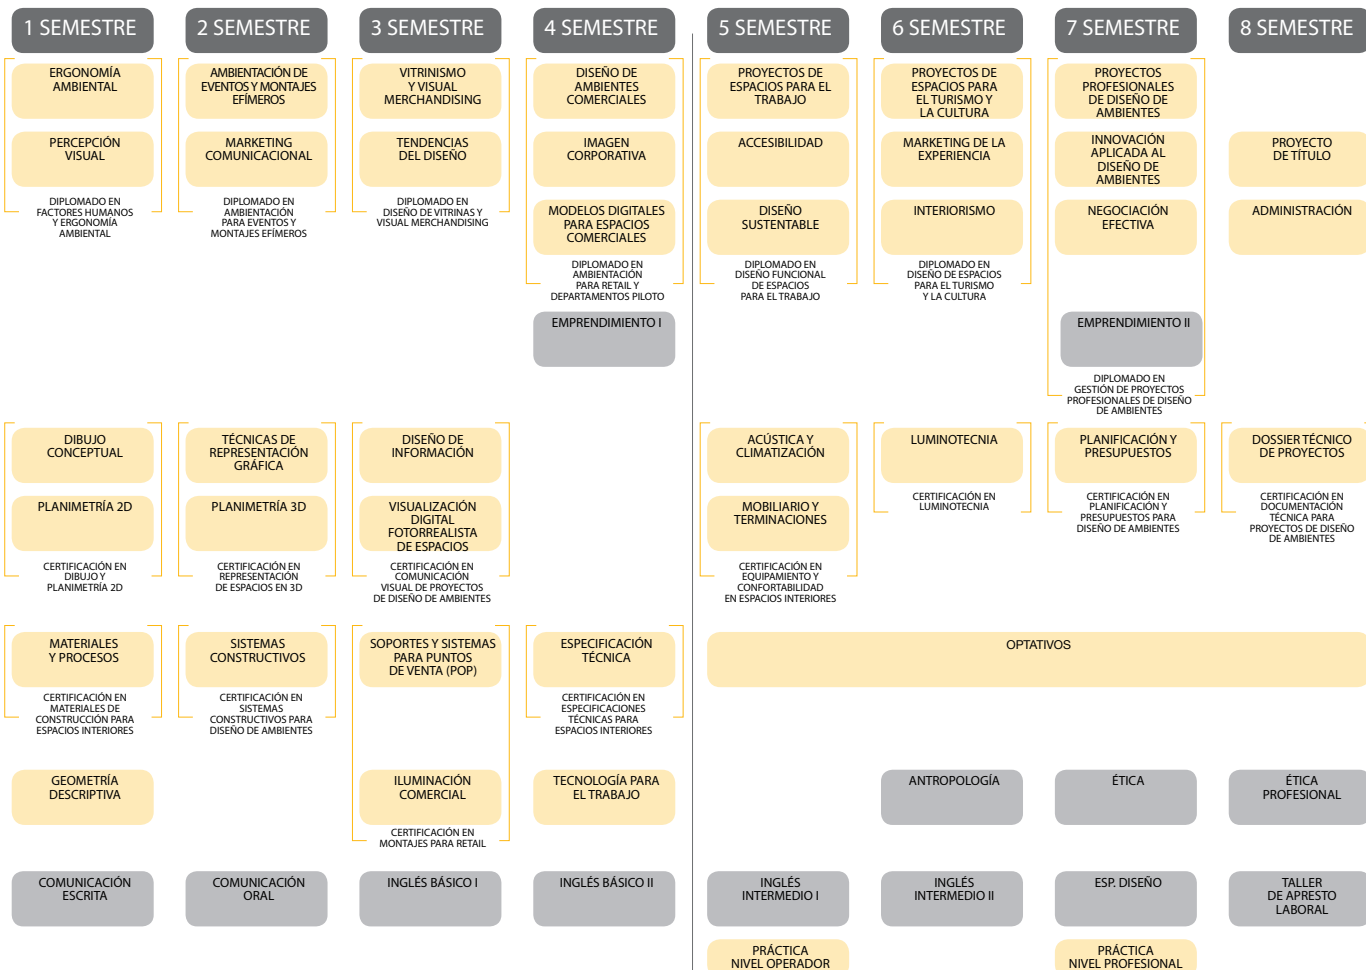 1 SEMESTRE
2 SEMESTRE
3 SEMESTRE
4 SEMESTRE
5 SEMESTRE
6 SEMESTRE
7 SEMESTRE
8 SEMESTRE
ERGONOMÍA
AMBIENTAL
AMBIENTACIÓN DE
EVENTOS Y MONTAJES
EFÍMEROS
VITRINISMO
Y VISUAL
MERCHANDISING
DISEÑO DE
AMBIENTES
COMERCIALES
PROYECTOS DE
ESPACIOS PARA EL
TRABAJO
PROYECTOS DE
ESPACIOS PARA
EL TURISMO Y
LA CULTURA
PROYECTOS
PROFESIONALES
DE DISEÑO DE
AMBIENTES
PERCEPCIÓN
VISUAL
MARKETING
COMUNICACIONAL
TENDENCIAS
DEL DISEÑO
IMAGEN
CORPORATIVA
ACCESIBILIDAD
MARKETING DE LA
EXPERIENCIA
INNOVACIÓN
APLICADA AL
DISEÑO DE
AMBIENTES
PROYECTO
DE TÍTULO
DIPLOMADO EN
FACTORES HUMANOS
Y ERGONOMÍA
AMBIENTAL
DIPLOMADO EN
AMBIENTACIÓN
PARA EVENTOS Y
MONTAJES EFÍMEROS
DIPLOMADO EN
DISEÑO DE VITRINAS Y
VISUAL MERCHANDISING
MODELOS DIGITALES
PARA ESPACIOS
COMERCIALES
DISEÑO
SUSTENTABLE
INTERIORISMO
NEGOCIACIÓN
EFECTIVA
ADMINISTRACIÓN
DIPLOMADO EN
AMBIENTACIÓN
PARA RETAIL Y
DEPARTAMENTOS PILOTO
DIPLOMADO EN
DISEÑO FUNCIONAL
DE ESPACIOS
PARA EL TRABAJO
DIPLOMADO EN
DISEÑO DE ESPACIOS
PARA EL TURISMO
Y LA CULTURA
EMPRENDIMIENTO I
EMPRENDIMIENTO II
DIPLOMADO EN
GESTIÓN DE PROYECTOS
PROFESIONALES DE DISEÑO
DE AMBIENTES
DIBUJO
CONCEPTUAL
TÉCNICAS DE
REPRESENTACIÓN
GRÁFICA
DISEÑO DE
INFORMACIÓN
ACÚSTICA Y
CLIMATIZACIÓN
LUMINOTECNIA
PLANIFICACIÓN Y
PRESUPUESTOS
DOSSIER TÉCNICO
DE PROYECTOS
PLANIMETRÍA 2D
PLANIMETRÍA 3D
VISUALIZACIÓN
DIGITAL
FOTORREALISTA
DE ESPACIOS
MOBILIARIO Y
TERMINACIONES
CERTIFICACIÓN EN
LUMINOTECNIA
CERTIFICACIÓN EN
PLANIFICACIÓN Y
PRESUPUESTOS PARA
DISEÑO DE AMBIENTES
CERTIFICACIÓN EN
DOCUMENTACIÓN
TÉCNICA PARA
PROYECTOS DE DISEÑO
DE AMBIENTES
CERTIFICACIÓN EN
DIBUJO Y
PLANIMETRÍA 2D
CERTIFICACIÓN EN
REPRESENTACIÓN
DE ESPACIOS EN 3D
CERTIFICACIÓN EN
COMUNICACIÓN
VISUAL DE PROYECTOS
DE DISEÑO DE AMBIENTES
CERTIFICACIÓN EN
EQUIPAMIENTO Y
CONFORTABILIDAD
EN ESPACIOS INTERIORES
MATERIALES
Y PROCESOS
SISTEMAS
CONSTRUCTIVOS
SOPORTES Y SISTEMAS
PARA PUNTOS
DE VENTA (POP)
ESPECIFICACIÓN
TÉCNICA
OPTATIVOS
CERTIFICACIÓN EN
MATERIALES DE
CONSTRUCCIÓN PARA
ESPACIOS INTERIORES
CERTIFICACIÓN EN
SISTEMAS
CONSTRUCTIVOS PARA
DISEÑO DE AMBIENTES
CERTIFICACIÓN EN
ESPECIFICACIONES
TÉCNICAS PARA
ESPACIOS INTERIORES
GEOMETRÍA
DESCRIPTIVA
ILUMINACIÓN
COMERCIAL
TECNOLOGÍA PARA
EL TRABAJO
ANTROPOLOGÍA
ÉTICA
ÉTICA
PROFESIONAL
CERTIFICACIÓN EN
MONTAJES PARA RETAIL
COMUNICACIÓN
ESCRITA
COMUNICACIÓN
ORAL
INGLÉS BÁSICO I
INGLÉS BÁSICO II
INGLÉS
INTERMEDIO I
INGLÉS
INTERMEDIO II
ESP. DISEÑO
TALLER
DE APRESTO
LABORAL
PRÁCTICA
NIVEL OPERADOR
PRÁCTICA
NIVEL PROFESIONAL